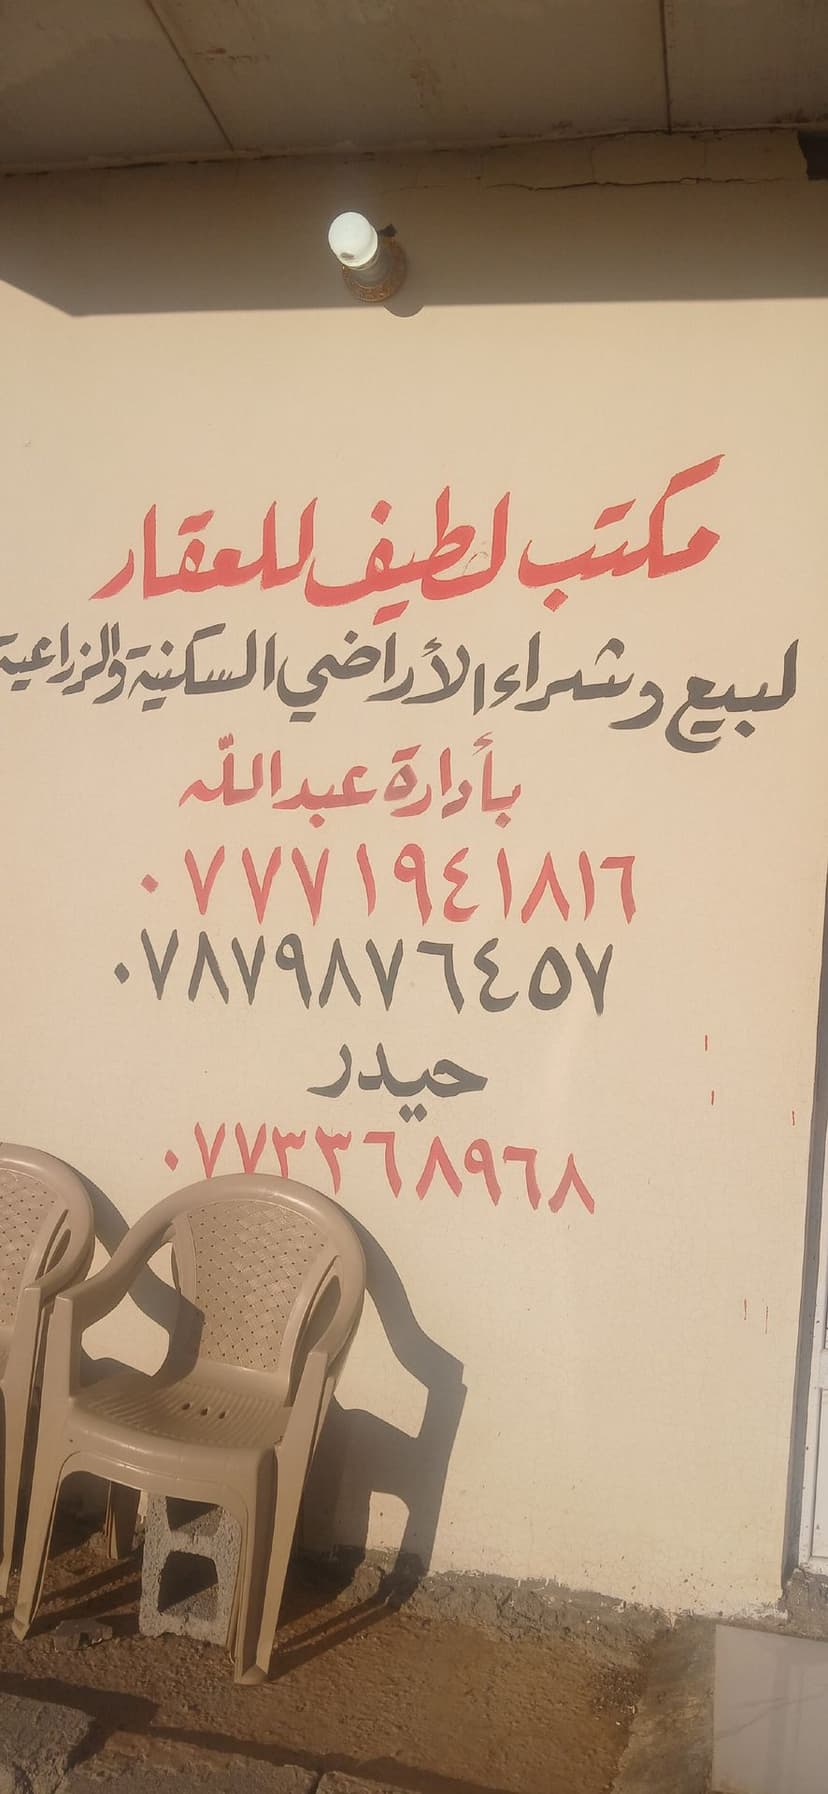 مكتب لطيف للعقار
لبيع وشراء الأراضي السكنية والزراعية
بأدارة عبدالله
٠٧٧٧١٩٤١٨١٦
٠٧٨٧٩٨٧٦٤٥٧
حيدر
٠٧٧٣٣٦٨٩٦٨